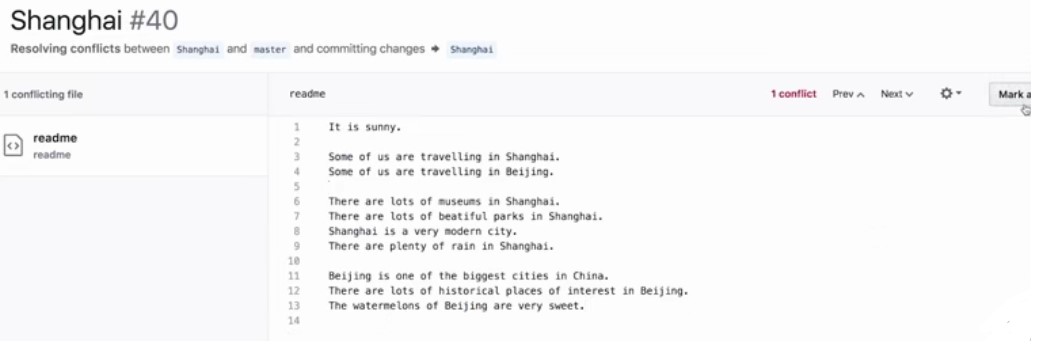 Shanghai #40
Resolving conflicts between Shanghai and master and committing changes → Shanghai
1 conflicting file
readme
1 conflict Prev Next
Mark a
readme
readme
1 It is sunny.
2
3 Some of us are travelling in Shanghai.
4 Some of us are travelling in Beijing.
5
6 There are lots of museums in Shanghai.
7 There are lots of beatiful parks in Shanghai.
8 Shanghai is a very modern city.
9 There are plenty of rain in Shanghai.
10
11 Beijing is one of the biggest cities in China.
12 There are lots of historical places of interest in Beijing.
13 The watermelons of Beijing are very sweet.
14